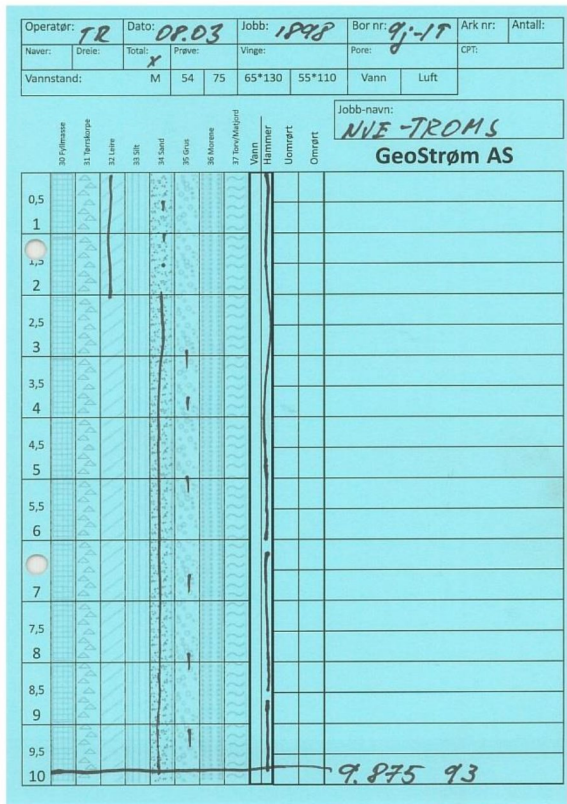 Operatør: TR Dato: 08.03 Jobb: 1898 Bor nr: 9j-1T Ark nr: Antall:
Naver: Dreie: Total: X Prøve: Vinge: Pore: CPT:
Vannstand: M 54 75 65*130 55*110 Vann Luft
Jobb-navn:
NVE-TROMS
GeoStrøm AS
30 Fyllmasse
31 Tørrskorpe
32 Leire
33 Silt
34 Sand
35 Grus
36 Morene
37 Torv/Matjord
Vann
Hammer
Uomrørt
Omrørt
0,5
1
1,5
2
2,5
3
3,5
4
4,5
5
5,5
6
7
7,5
8
8,5
9
9,5
10 9.875 93